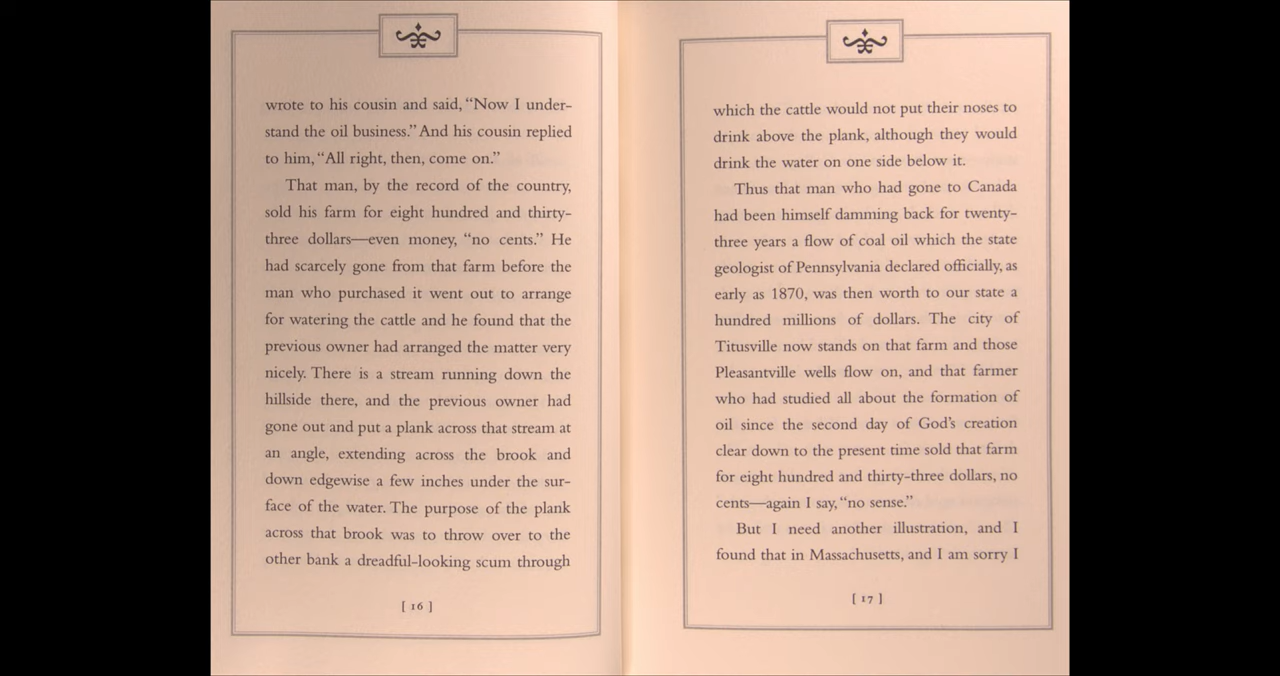 wrote to his cousin and said, “Now I under-
stand the oil business.” And his cousin replied
to him, “All right, then, come on.”
That man, by the record of the country,
sold his farm for eight hundred and thirty-
three dollars—even money, “no cents.” He
had scarcely gone from that farm before the
man who purchased it went out to arrange
for watering the cattle and he found that the
previous owner had arranged the matter very
nicely. There is a stream running down the
hillside there, and the previous owner had
gone out and put a plank across that stream at
an angle, extending across the brook and
down edgewise a few inches under the sur-
face of the water. The purpose of the plank
across that brook was to throw over to the
other bank a dreadful-looking scum through
[ 16 ]
which the cattle would not put their noses to
drink above the plank, although they would
drink the water on one side below it.
Thus that man who had gone to Canada
had been himself damming back for twenty-
three years a flow of coal oil which the state
geologist of Pennsylvania declared officially, as
early as 1870, was then worth to our state a
hundred millions of dollars. The city of
Titusville now stands on that farm and those
Pleasantville wells flow on, and that farmer
who had studied all about the formation of
oil since the second day of God’s creation
clear down to the present time sold that farm
for eight hundred and thirty-three dollars, no
cents—again I say, “no sense.”
But I need another illustration, and I
found that in Massachusetts, and I am sorry I
[ 17 ]